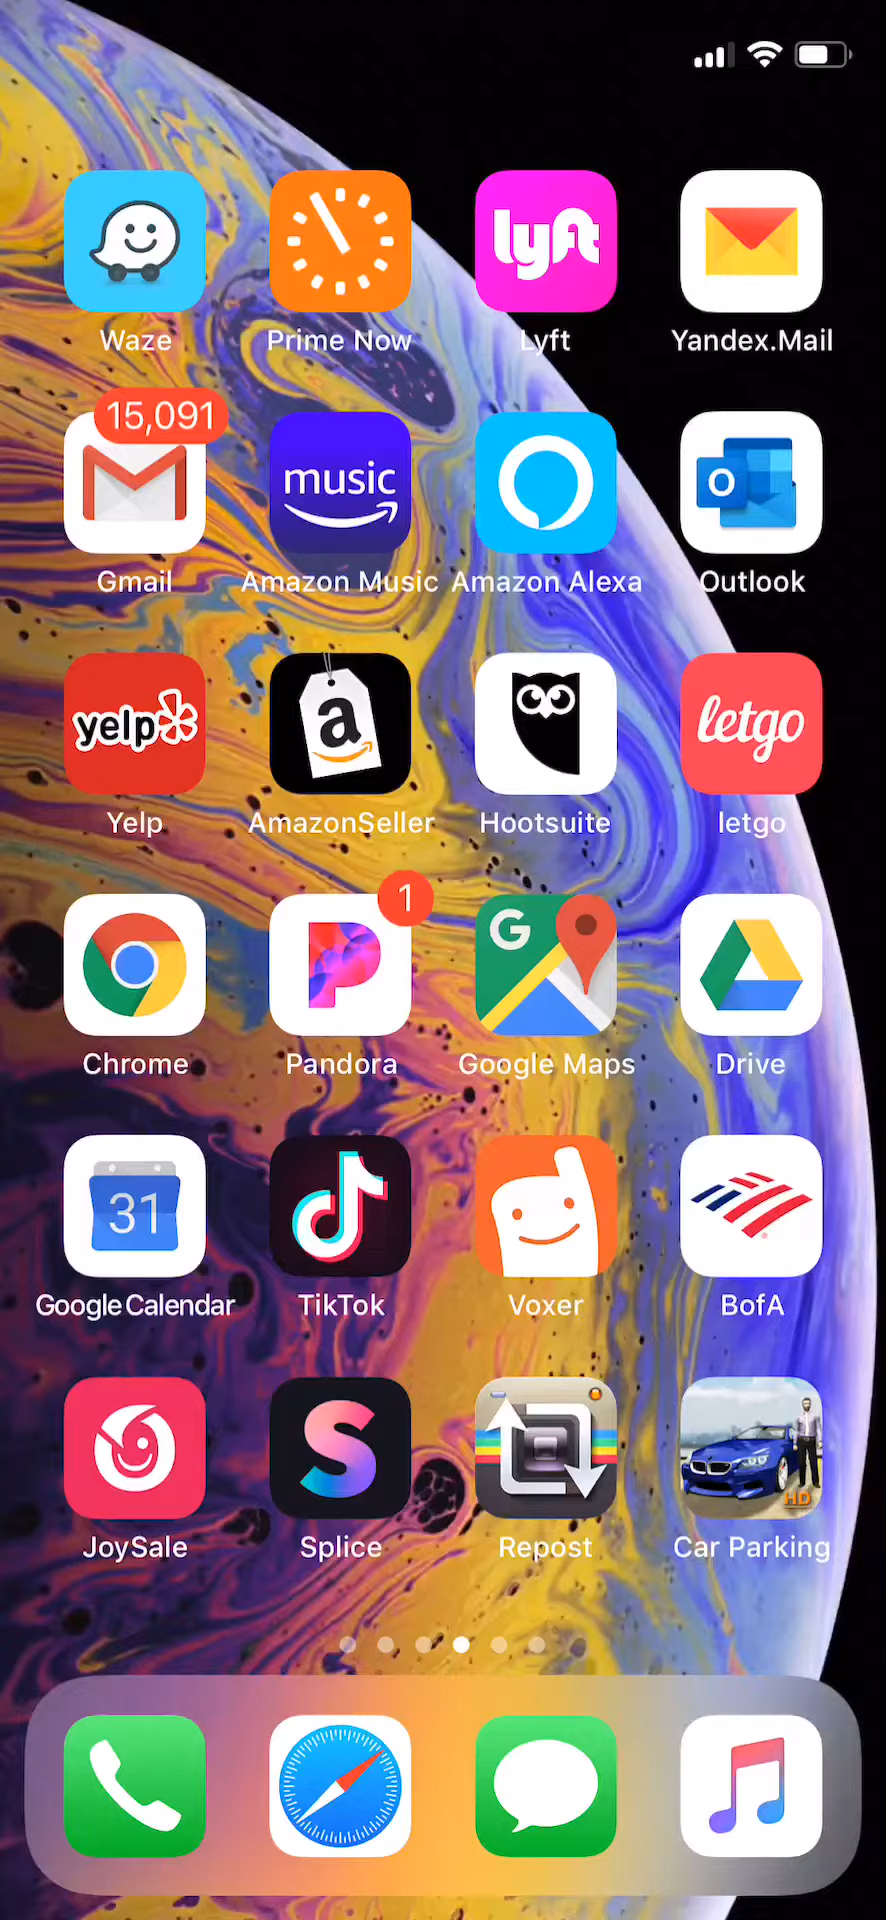 lyft
Waze
Prime Now
Lyft
Yandex.Mail
15,091
music
O
Gmail
Amazon Music
Amazon Alexa
Outlook
yelp
a
letgo
Yelp
AmazonSeller
Hootsuite
letgo
1
P
G
Chrome
Pandora
Google Maps
Drive
31
Google Calendar
TikTok
Voxer
BofA
S
HD
JoySale
Splice
Repost
Car Parking